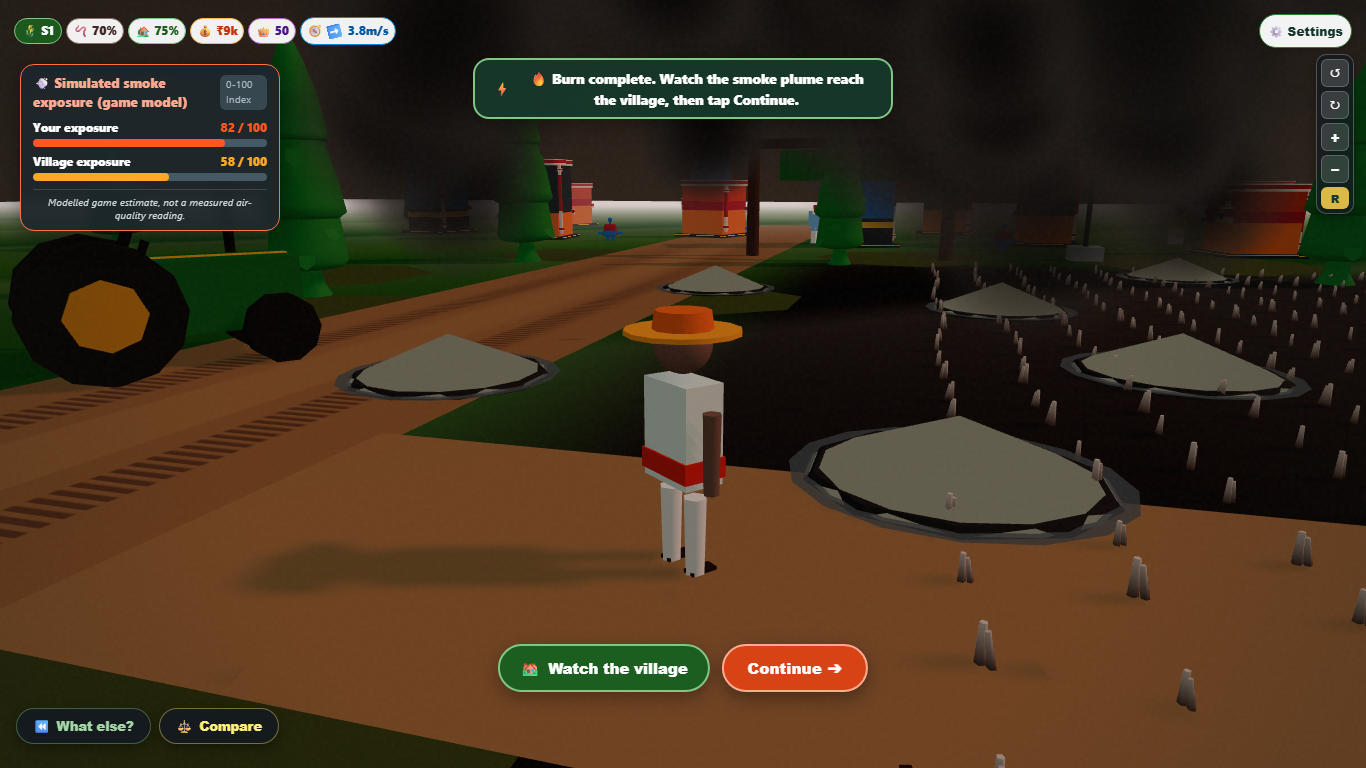 S1
70%
75%
₹9k
50
3.8m/s
Settings
Simulated smoke
exposure (game model)
0-100
Index
Your exposure
82 / 100
Village exposure
58 / 100
Modelled game estimate, not a measured air-
quality reading.
Burn complete. Watch the smoke plume reach
the village, then tap Continue.
↺
↻
+
−
R
Watch the village
Continue ➔
What else?
Compare